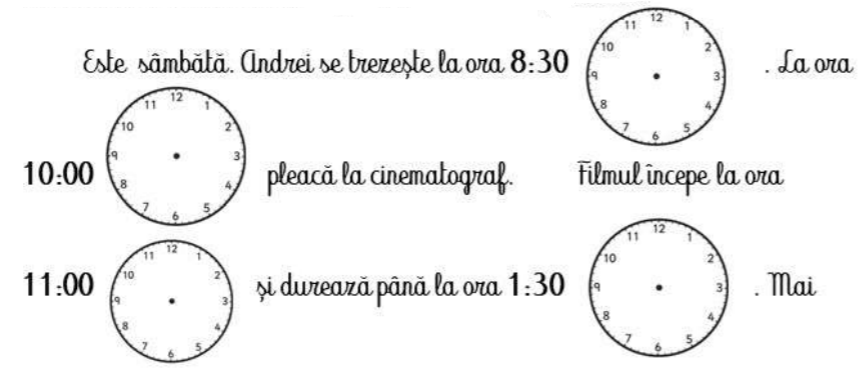 Este sâmbătă. Andrei se trezește la ora 8:30 12 1 2 3 4 5 6 7 8 9 10 11 . La ora
10:00 12 1 2 3 4 5 6 7 8 9 10 11 pleacă la cinematograf. Filmul începe la ora
11:00 12 1 2 3 4 5 6 7 8 9 10 11 și durează până la ora 1:30 12 1 2 3 4 5 6 7 8 9 10 11 . Mai